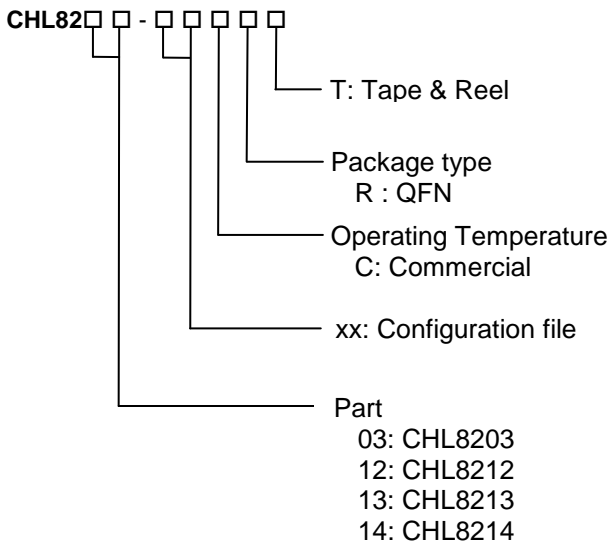 CHL82□ □ - □ □ □ □ □
T: Tape & Reel
Package type
R : QFN
Operating Temperature
C: Commercial
xx: Configuration file
Part
03: CHL8203
12: CHL8212
13: CHL8213
14: CHL8214